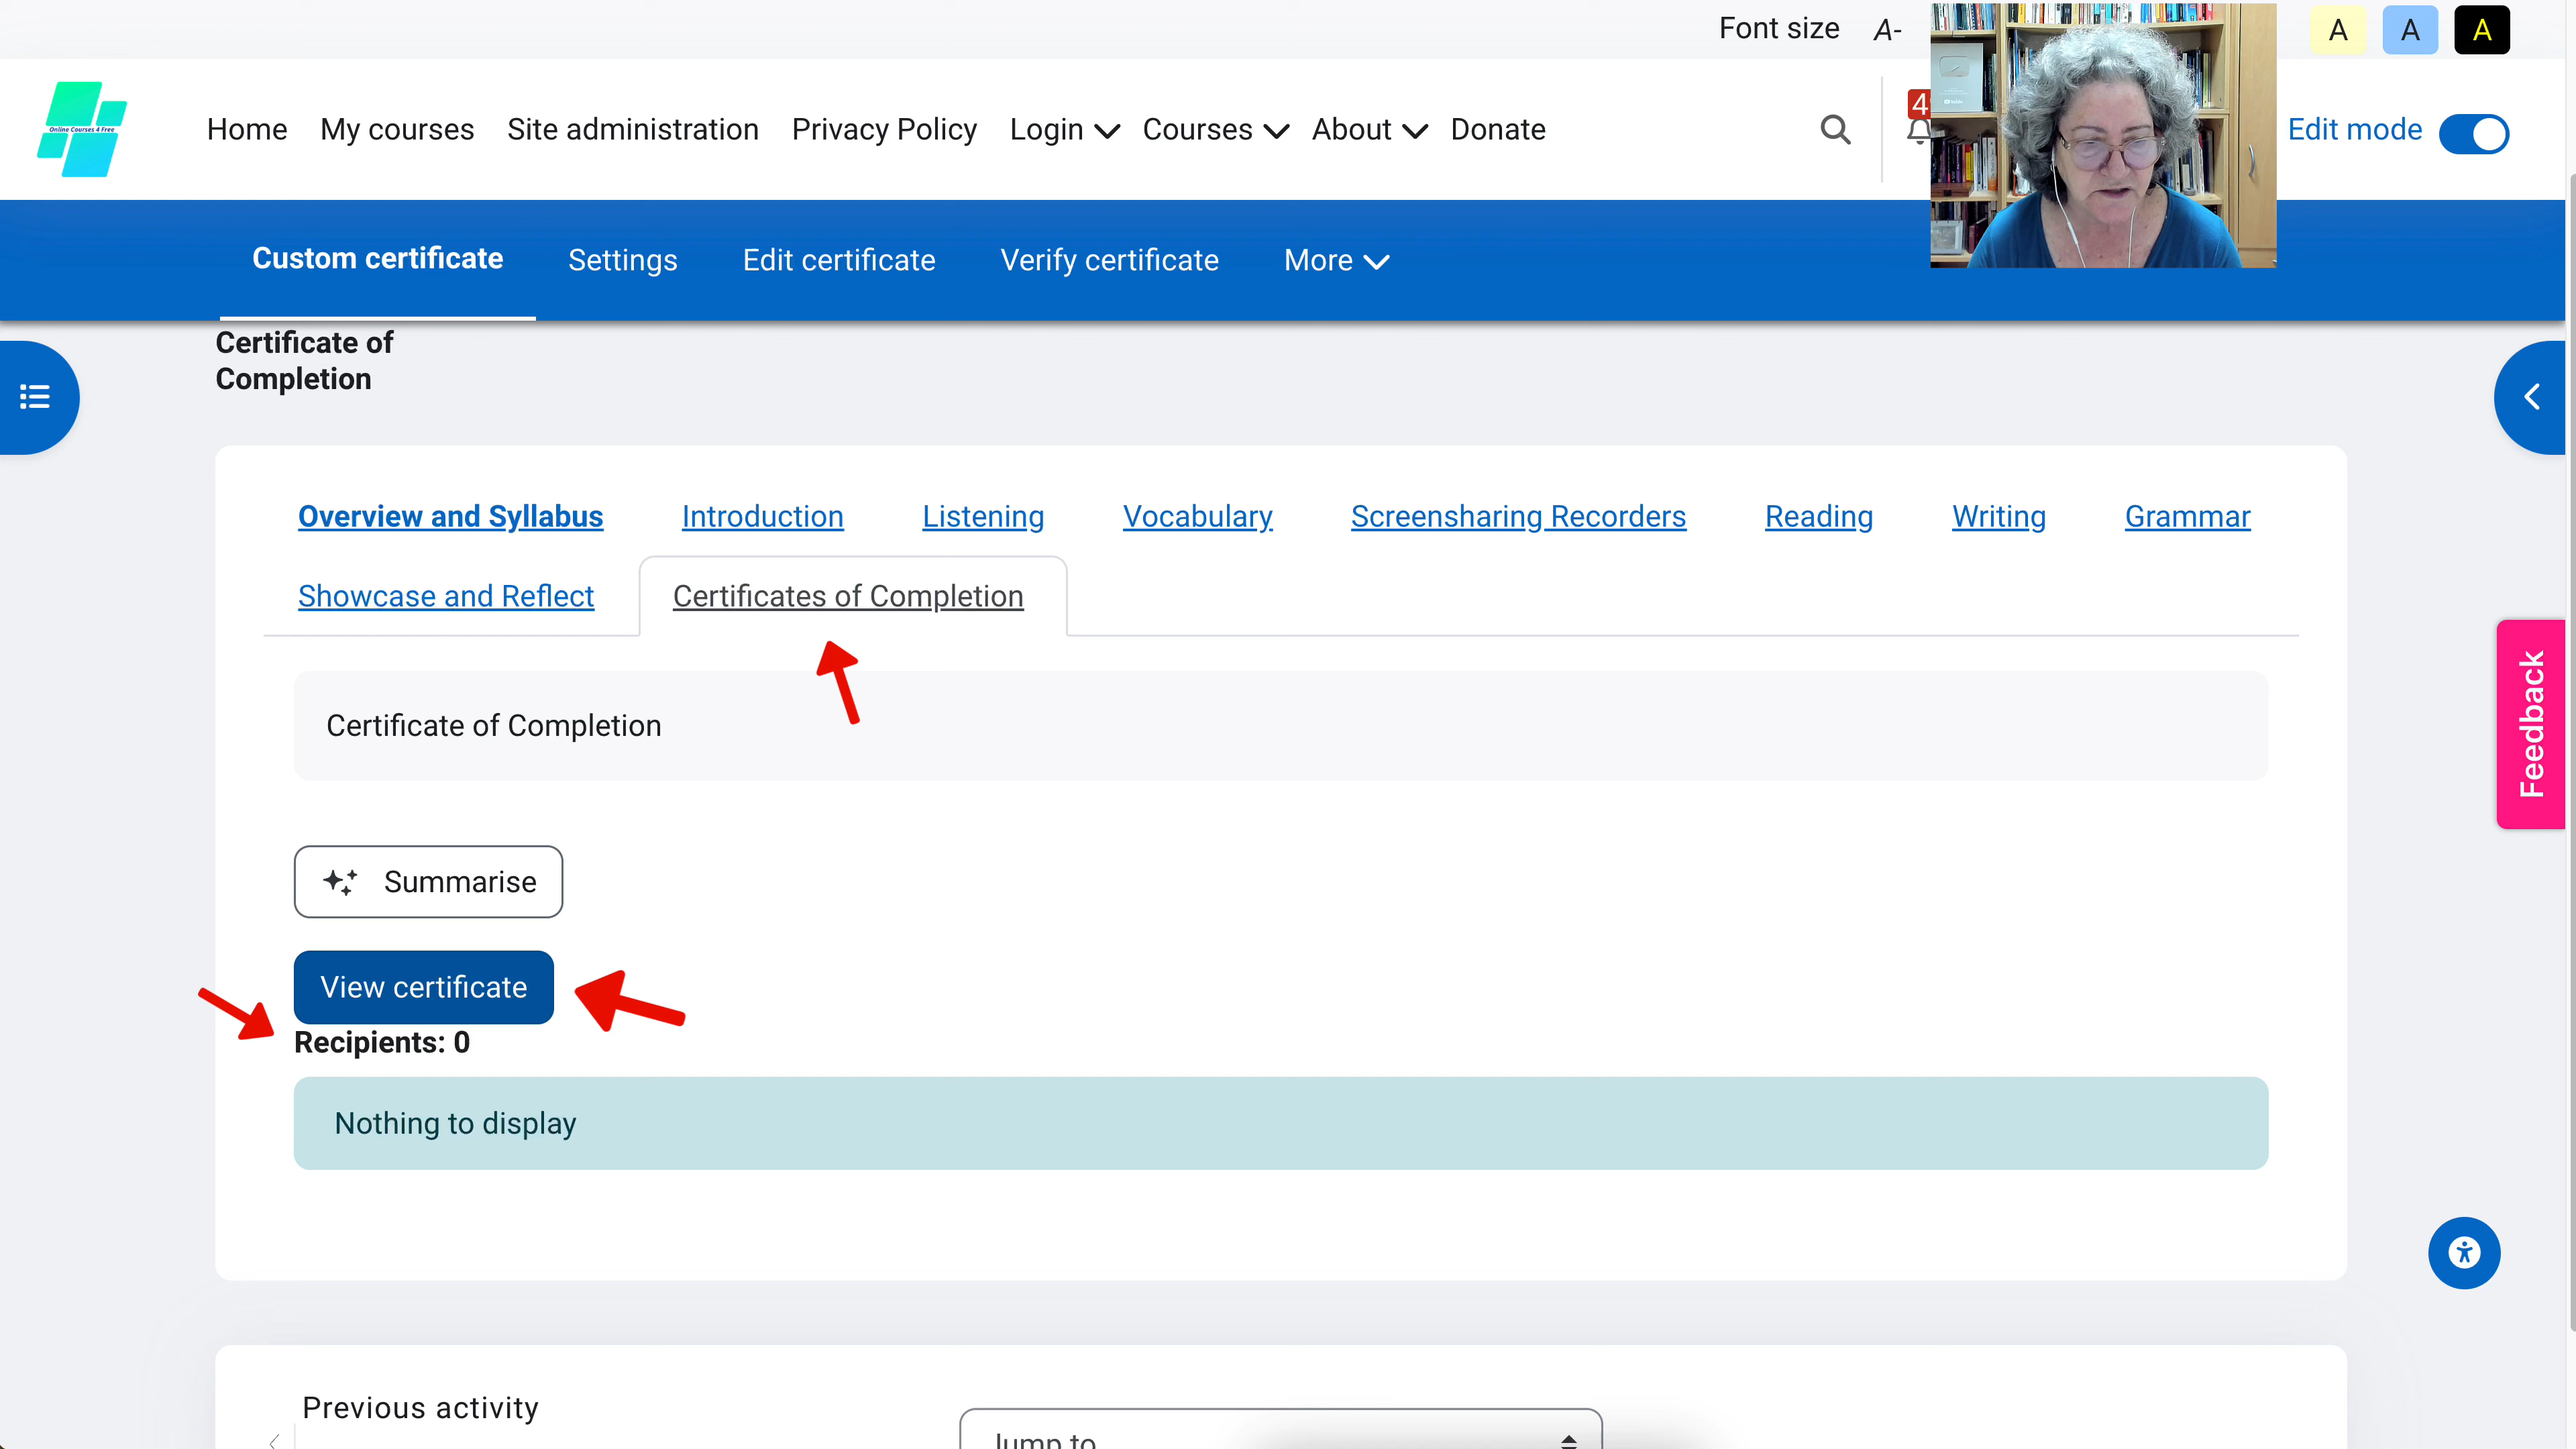 Font size A- A A A
Online Courses 4 Free
Home My courses Site administration Privacy Policy Login Courses About Donate
Edit mode
Custom certificate Settings Edit certificate Verify certificate More
Certificate of
Completion
Overview and Syllabus Introduction Listening Vocabulary Screensharing Recorders Reading Writing Grammar
Showcase and Reflect Certificates of Completion
Certificate of Completion
Feedback
Summarise
View certificate
Recipients: 0
Nothing to display
Previous activity
Jump to